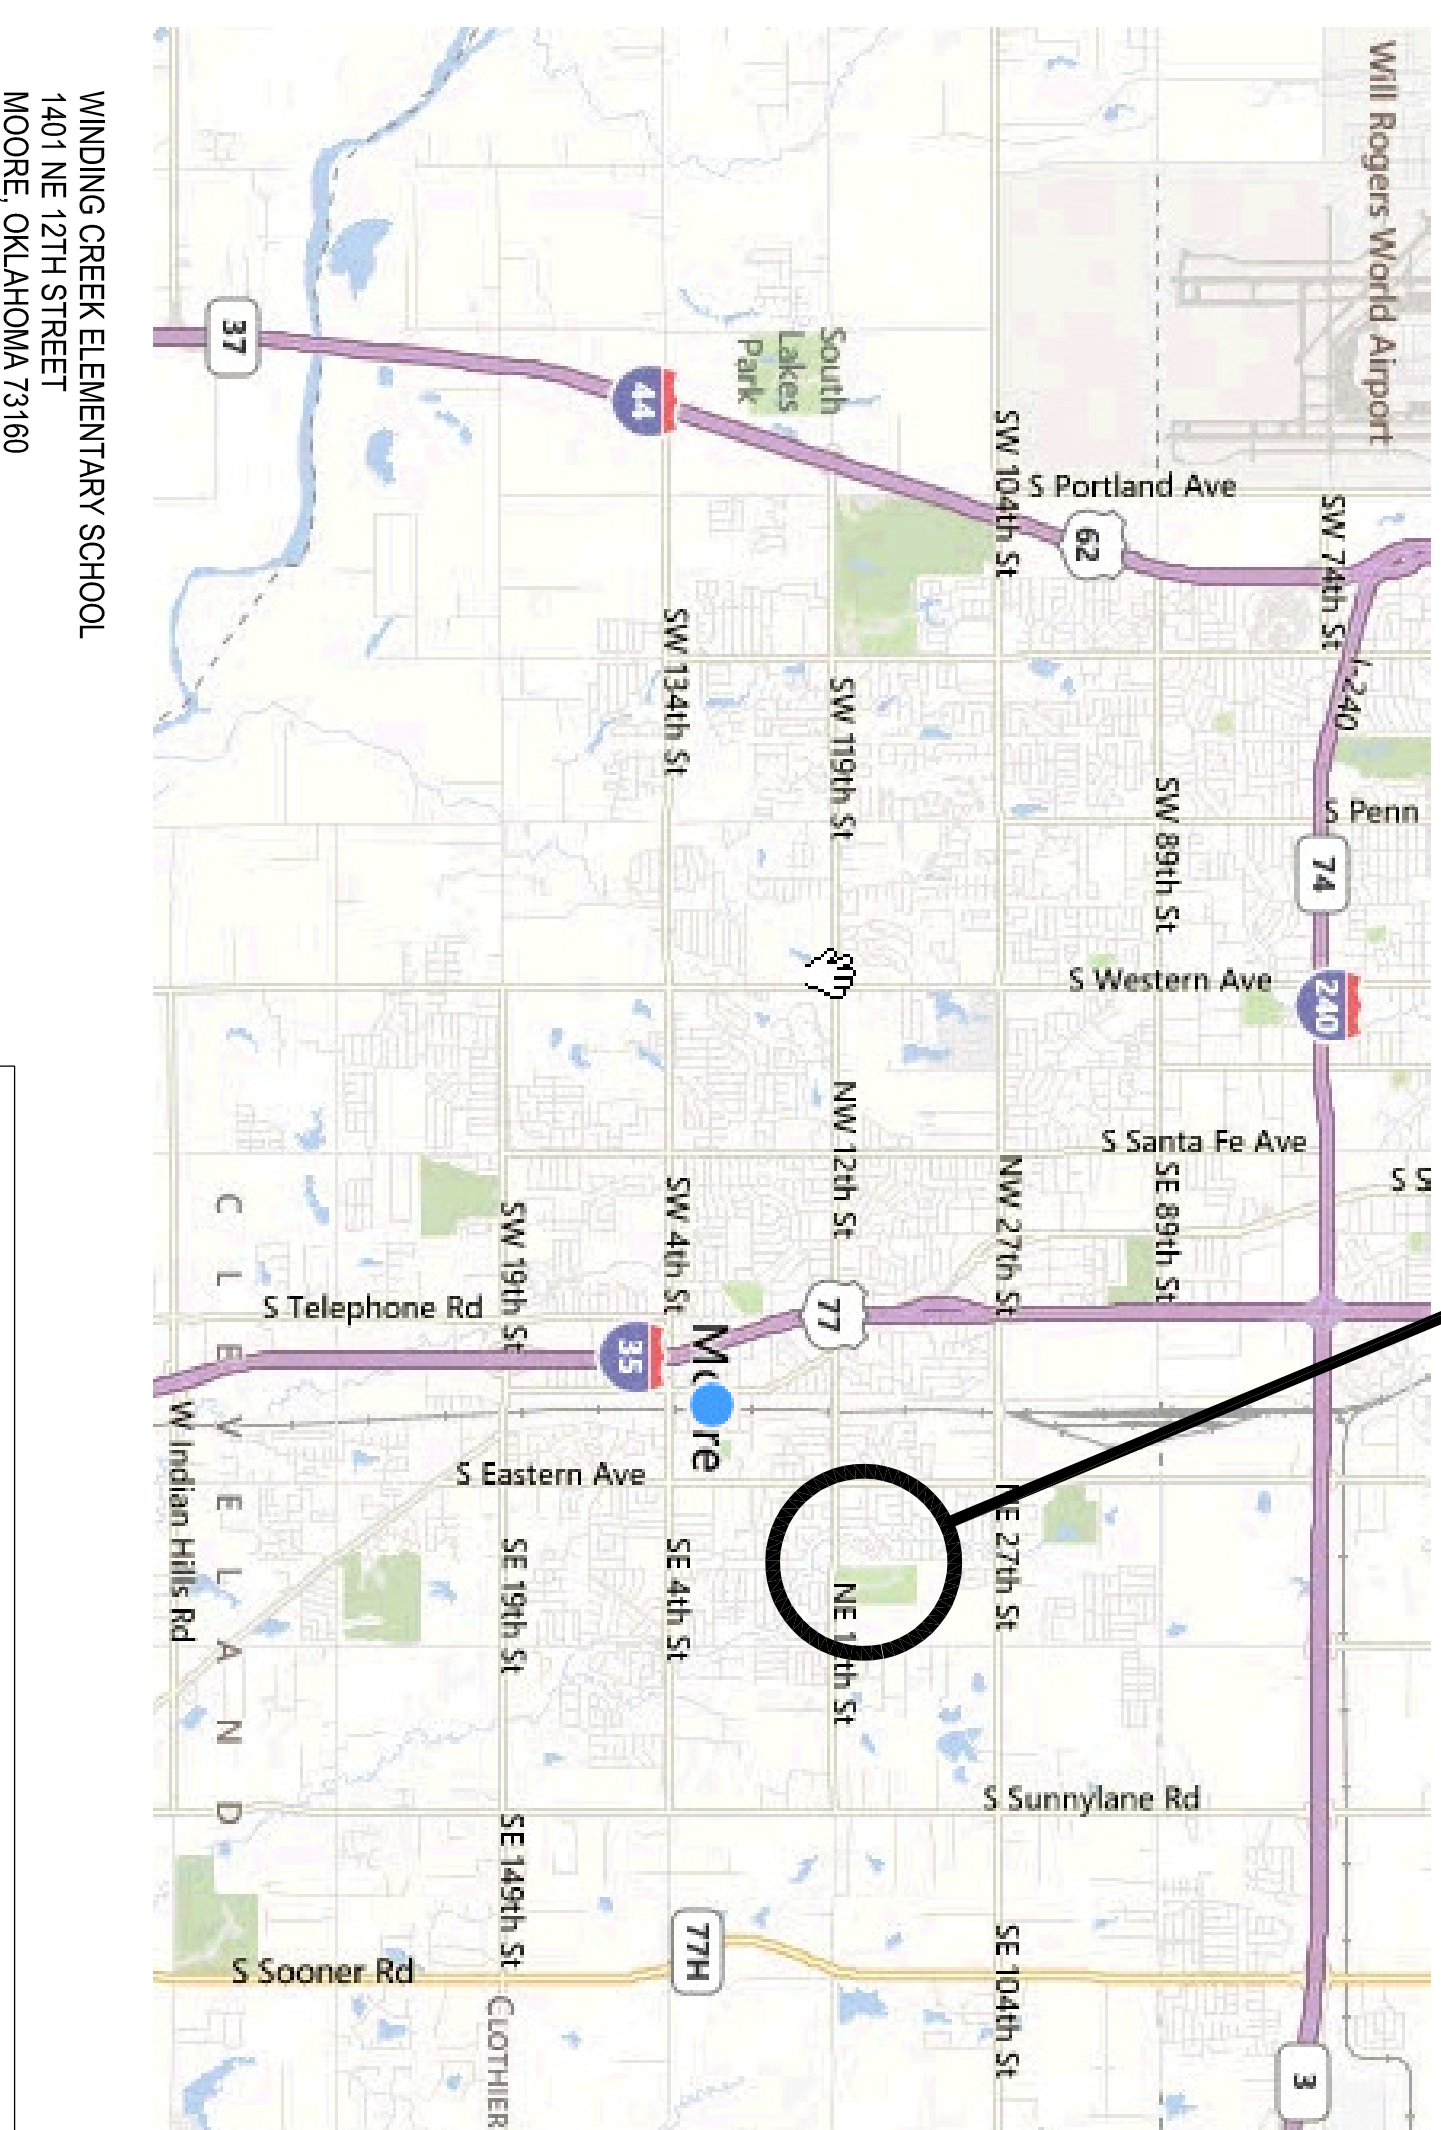 WINDING CREEK ELEMENTARY SCHOOL
1401 NE 12TH STREET
MOORE, OKLAHOMA 73160
Will Rogers World Airport
37
44
South
Lakes
Park
SW 104th St
S Portland Ave
62
SW 74th St
I-240
SW 134th St
SW 119th St
SW 89th St
S Penn
74
S Western Ave
240
NW 12th St
S Santa Fe Ave
NW 27th St
SE 89th St
SW 4th St
SW 19th St
S Telephone Rd
77
35
S Eastern Ave
W Indian Hills Rd
CLEVELAND
SE 19th St
SE 4th St
27th St
S Sunnylane Rd
SE 149th St
S Sooner Rd
77H
SE 104th St
CLOTHIER
3